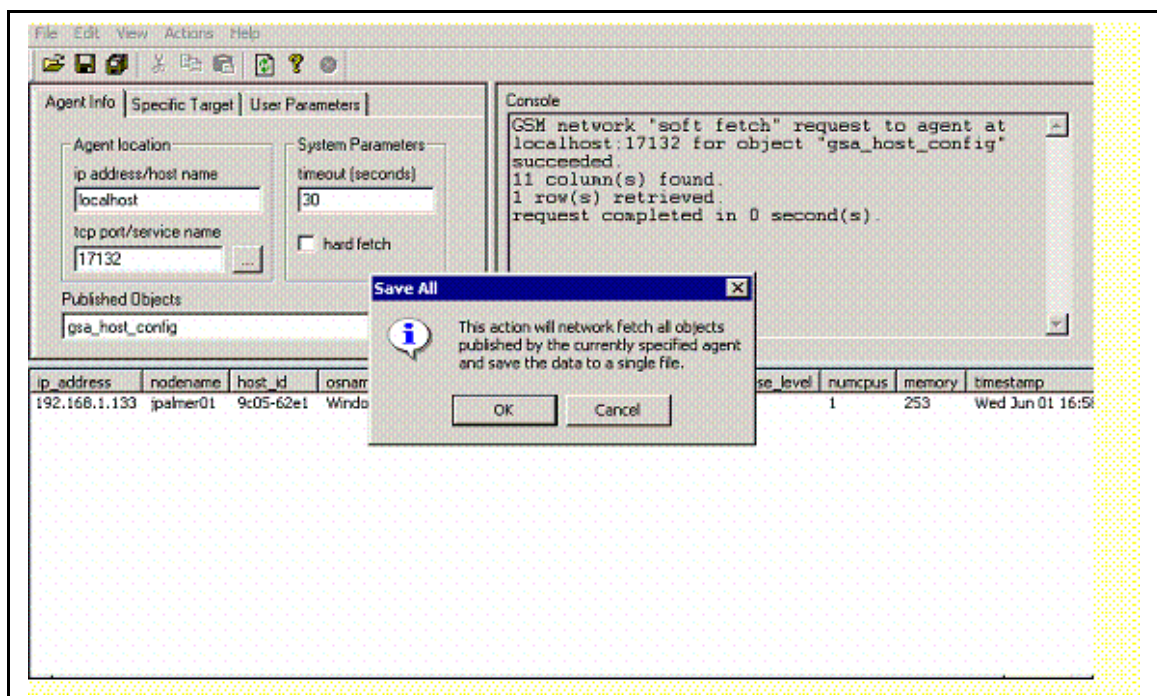 File Edit View Actions Help
Agent Info Specific Target User Parameters
Agent location
ip address/host name
localhost
tcp port/service name
17132
...
System Parameters
timeout (seconds)
30
hard fetch
Published Objects
gsa_host_config
Console
GSM network "soft fetch" request to agent at
localhost:17132 for object "gsa_host_config"
succeeded.
11 column(s) found.
1 row(s) retrieved.
request completed in 0 second(s).
Save All
This action will network fetch all objects
published by the currently specified agent
and save the data to a single file.
OK Cancel
ip_address nodename host_id osnam se_level numcpus memory timestamp
192.168.1.133 jpalmer01 9c05-62e1 Windo 1 253 Wed Jun 01 16:5